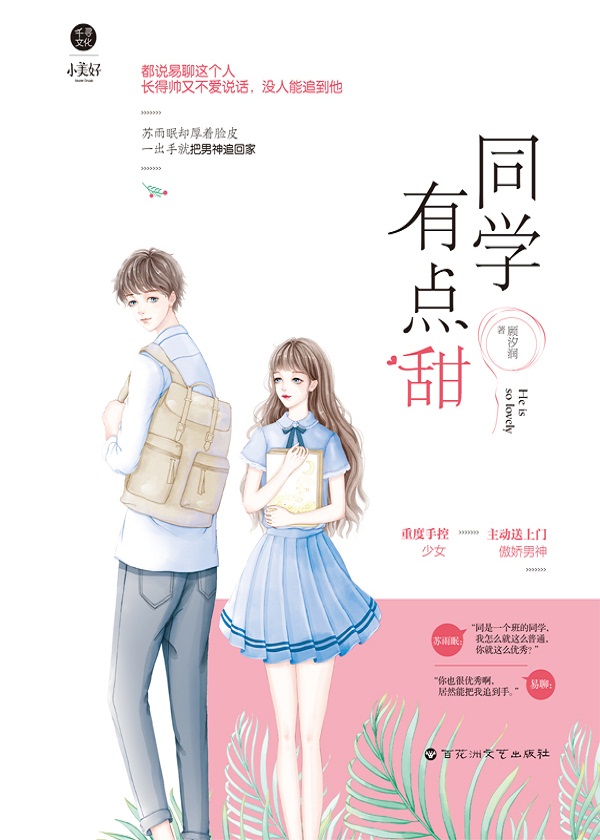 千寻
文化
小美好
都说易聊这个人
长得帅又不爱说话，没人能追到他
苏雨眠却厚着脸皮
一出手就把男神追回家
同学
有点甜
顾汐润
著
He is
so lovely
重度手控
少女
主动送上门
傲娇男神
苏雨眠：
“同是一个班的同学，
我怎么就这么普通，
你就这么优秀？”
“你也很优秀啊，
居然能把我追到手。”
易聊：
百花洲文艺出版社